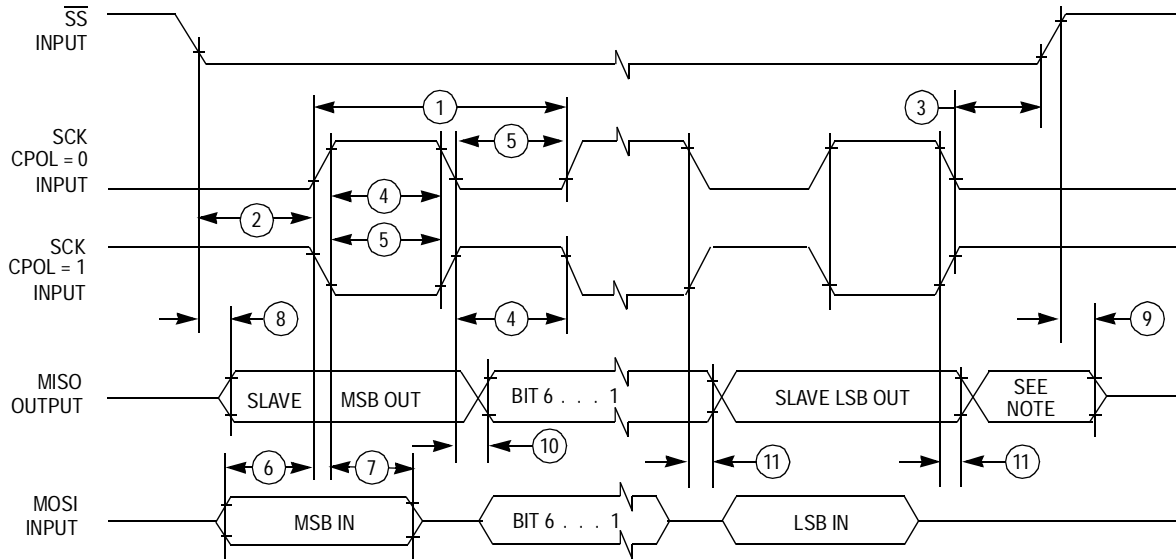 SS
INPUT
1
3
SCK
CPOL = 0
INPUT
5
4
2
5
SCK
CPOL = 1
INPUT
4
8
9
MISO
OUTPUT
SLAVE MSB OUT
BIT 6 . . . 1
SLAVE LSB OUT
SEE
NOTE
10
11
11
6
7
MOSI
INPUT
MSB IN
BIT 6 . . . 1
LSB IN